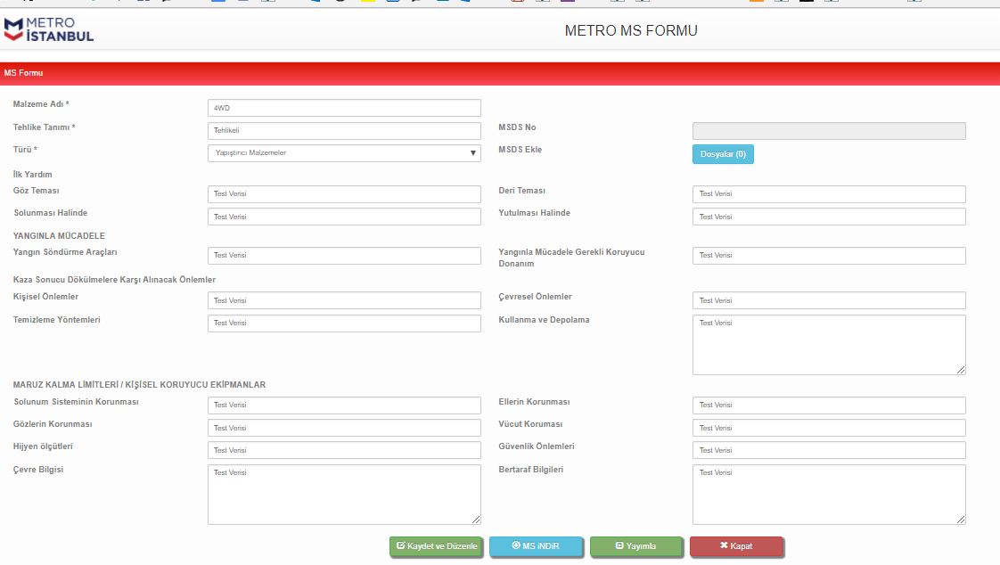 METRO
İSTANBUL
METRO MS FORMU
MS Formu
Malzeme Adı *
4WD
Tehlike Tanımı *
Tehlikeli
MSDS No
Türü *
Yapıştırıcı Malzemeler
MSDS Ekle
Dosyalar (0)
İlk Yardım
Göz Teması
Test Verisi
Deri Teması
Test Verisi
Solunması Halinde
Test Verisi
Yutulması Halinde
Test Verisi
YANGINLA MÜCADELE
Yangın Söndürme Araçları
Test Verisi
Yangınla Mücadele Gerekli Koruyucu
Donanım
Test Verisi
Kaza Sonucu Dökülmelere Karşı Alınacak Önlemler
Kişisel Önlemler
Test Verisi
Çevresel Önlemler
Test Verisi
Temizleme Yöntemleri
Test Verisi
Kullanma ve Depolama
Test Verisi
MARUZ KALMA LİMİTLERİ / KİŞİSEL KORUYUCU EKİPMANLAR
Solunum Sisteminin Korunması
Test Verisi
Ellerin Korunması
Test Verisi
Gözlerin Korunması
Test Verisi
Vücut Koruması
Test Verisi
Hijyen ölçütleri
Test Verisi
Güvenlik Önlemleri
Test Verisi
Çevre Bilgisi
Test Verisi
Bertaraf Bilgileri
Test Verisi
Kaydet ve Düzenle
MS iNDiR
Yayımla
Kapat